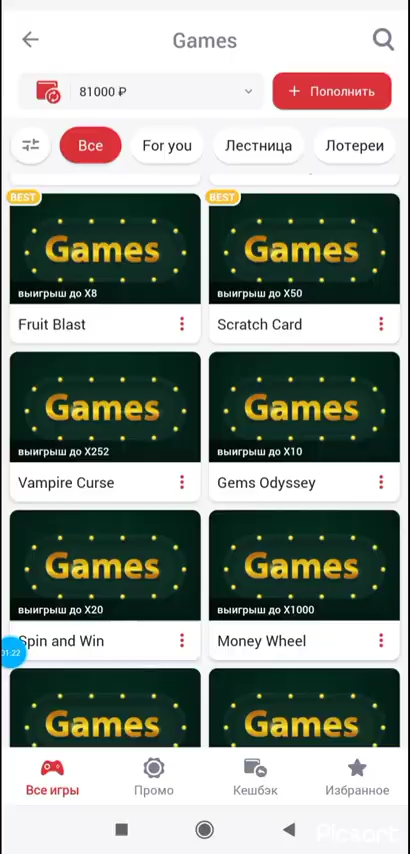 Games
81000 ₽
+ Пополнить
Все
For you
Лестница
Лотереи
BEST
BEST
Games
Games
выигрыш до X8
выигрыш до X50
Fruit Blast
Scratch Card
Games
Games
выигрыш до X252
выигрыш до X10
Vampire Curse
Gems Odyssey
Games
Games
выигрыш до X20
выигрыш до X1000
Spin and Win
Money Wheel
01:22
Games
Games
Все игры
Промо
Кешбэк
Избранное
Picsart